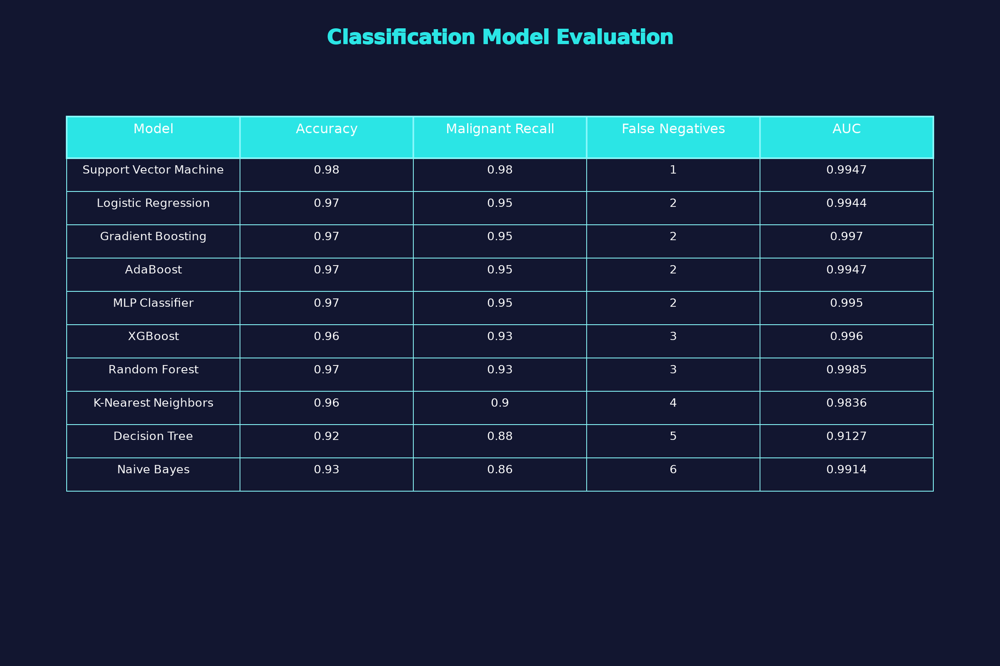 Classification Model Evaluation
Model Accuracy Malignant Recall False Negatives AUC
Support Vector Machine 0.98 0.98 1 0.9947
Logistic Regression 0.97 0.95 2 0.9944
Gradient Boosting 0.97 0.95 2 0.997
AdaBoost 0.97 0.95 2 0.9947
MLP Classifier 0.97 0.95 2 0.995
XGBoost 0.96 0.93 3 0.996
Random Forest 0.97 0.93 3 0.9985
K-Nearest Neighbors 0.96 0.9 4 0.9836
Decision Tree 0.92 0.88 5 0.9127
Naive Bayes 0.93 0.86 6 0.9914